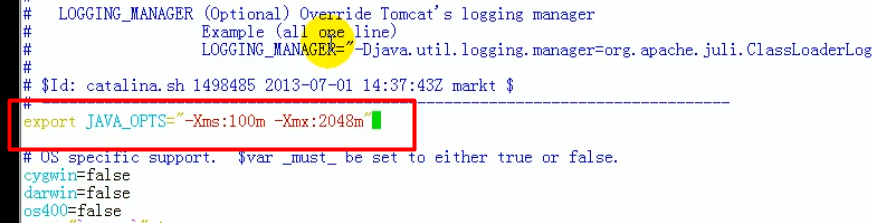 # LOGGING_MANAGER (Optional) Override Tomcat's logging manager
# Example (all one line)
# LOGGING_MANAGER="-Djava.util.logging.manager=org.apache.juli.ClassLoaderLog
#
# $Id: catalina.sh 1498485 2013-07-01 14:37:43Z markt $
# -----------------------------------------------------------------------------
export JAVA_OPTS="-Xms:100m -Xmx:2048m"
# OS specific support. $var _must_ be set to either true or false.
cygwin=false
darwin=false
os400=false